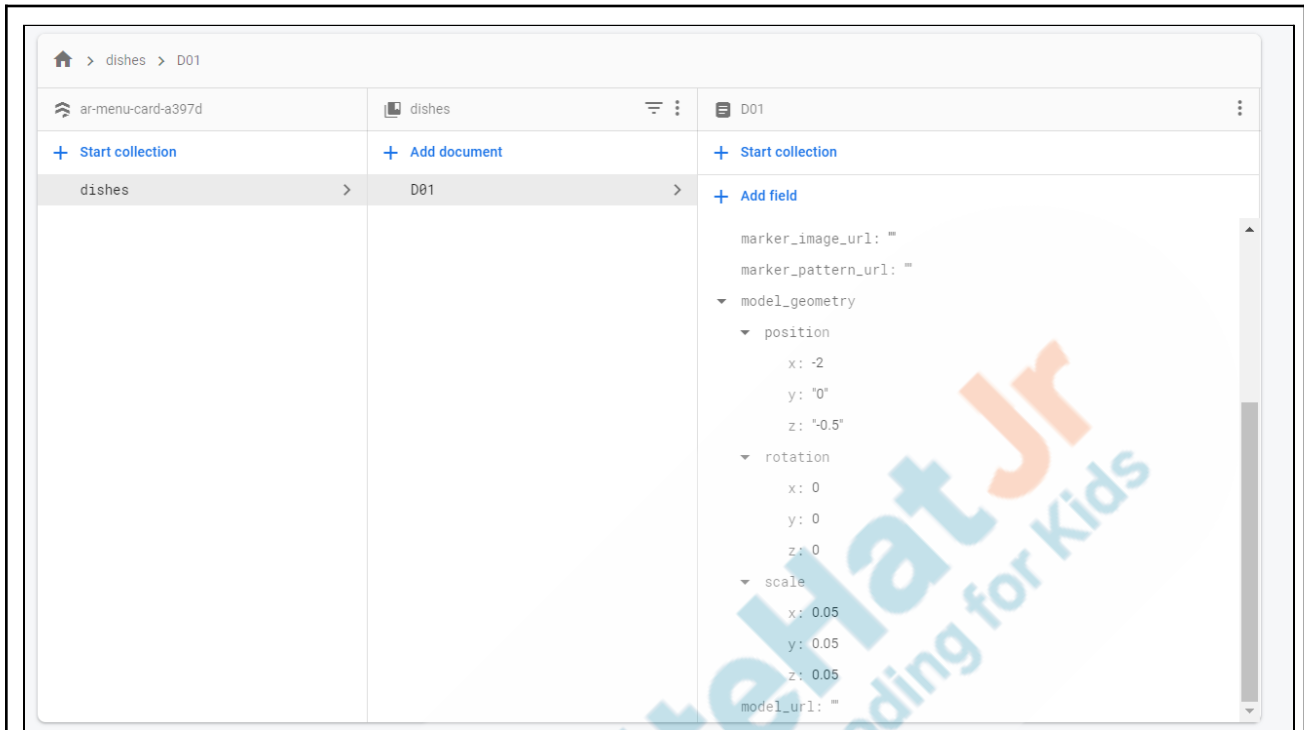 dishes > D01
ar-menu-card-a397d
dishes
D01
+ Start collection
+ Add document
+ Start collection
dishes
D01
+ Add field
marker_image_url: ""
marker_pattern_url: ""
model_geometry
position
x: -2
y: "0"
z: "-0.5"
rotation
x: 0
y: 0
z: 0
scale
x: 0.05
y: 0.05
z: 0.05
model_url: ""
teHat Jr
ding for Kids